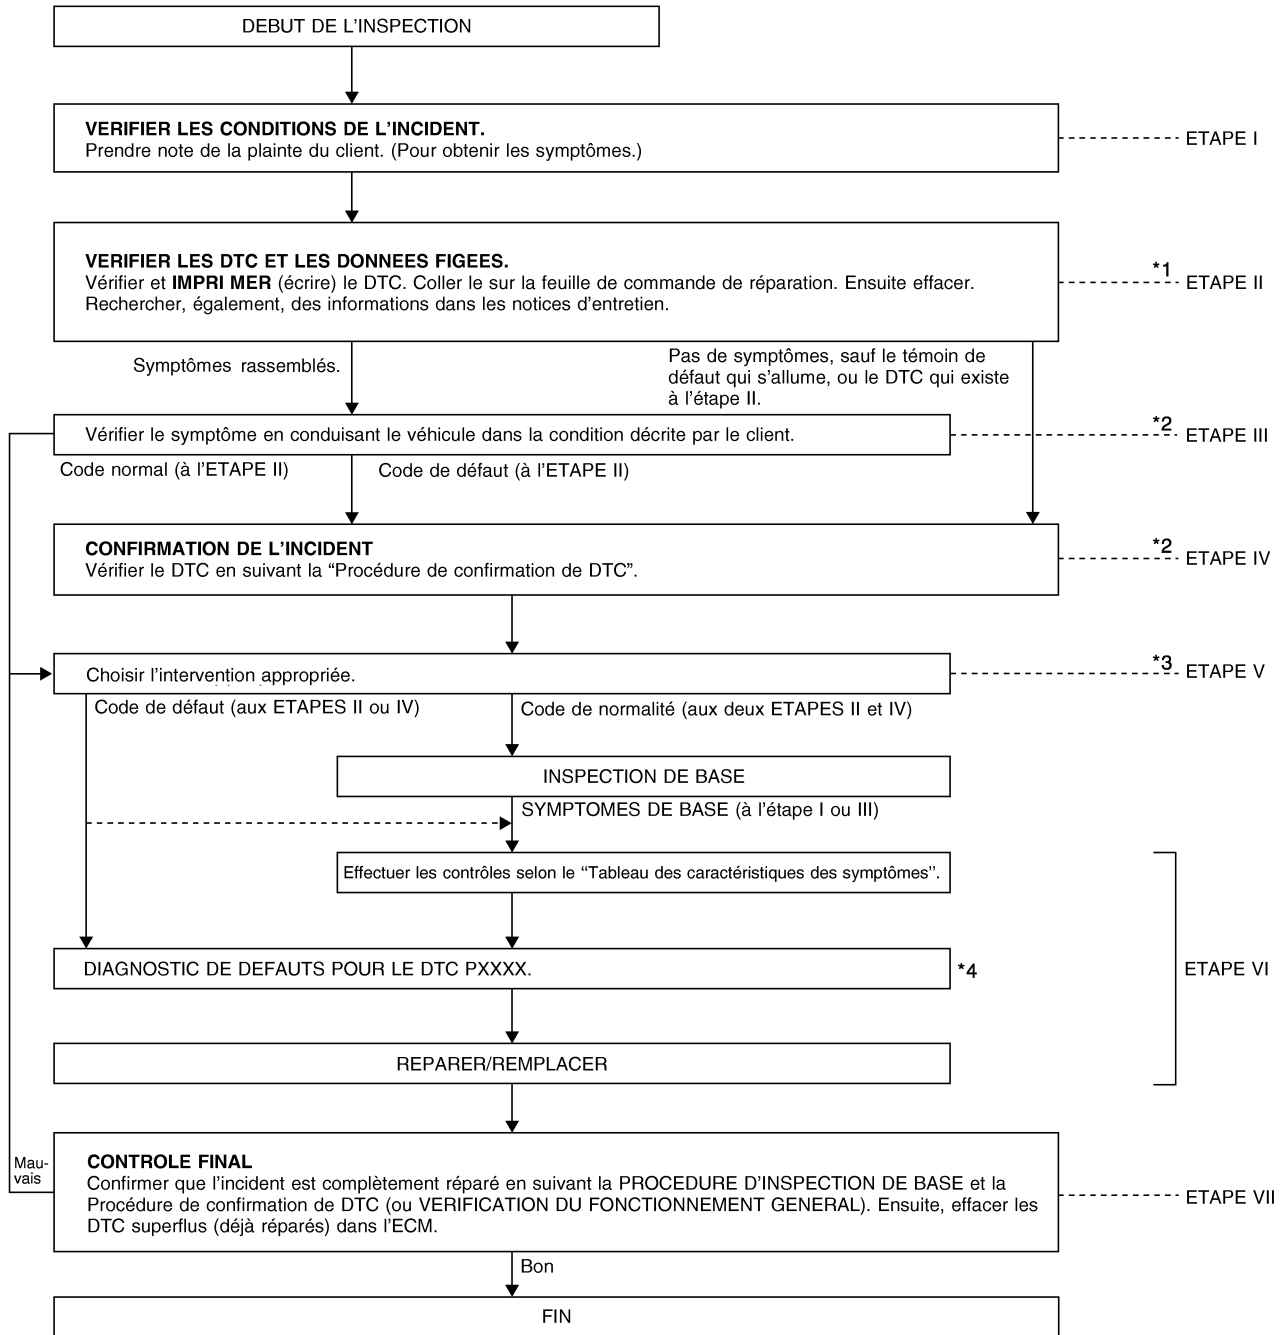 DEBUT DE L'INSPECTION
VERIFIER LES CONDITIONS DE L'INCIDENT.
Prendre note de la plainte du client. (Pour obtenir les symptômes.)
ETAPE I
VERIFIER LES DTC ET LES DONNEES FIGEES.
Vérifier et IMPRI MER (écrire) le DTC. Coller le sur la feuille de commande de réparation. Ensuite effacer.
Rechercher, également, des informations dans les notices d'entretien.
*1
ETAPE II
Symptômes rassemblés.
Pas de symptômes, sauf le témoin de
défaut qui s'allume, ou le DTC qui existe
à l'étape II.
Vérifier le symptôme en conduisant le véhicule dans la condition décrite par le client.
*2
ETAPE III
Code normal (à l'ETAPE II)
Code de défaut (à l'ETAPE II)
CONFIRMATION DE L'INCIDENT
Vérifier le DTC en suivant la “Procédure de confirmation de DTC”.
*2
ETAPE IV
Choisir l'intervention appropriée.
*3
ETAPE V
Code de défaut (aux ETAPES II ou IV)
Code de normalité (aux deux ETAPES II et IV)
INSPECTION DE BASE
SYMPTOMES DE BASE (à l'étape I ou III)
Effectuer les contrôles selon le “Tableau des caractéristiques des symptômes”.
DIAGNOSTIC DE DEFAUTS POUR LE DTC PXXXX.
*4
ETAPE VI
REPARER/REMPLACER
Mau-
vais
CONTROLE FINAL
Confirmer que l'incident est complètement réparé en suivant la PROCEDURE D'INSPECTION DE BASE et la
Procédure de confirmation de DTC (ou VERIFICATION DU FONCTIONNEMENT GENERAL). Ensuite, effacer les
DTC superflus (déjà réparés) dans l'ECM.
ETAPE VII
Bon
FIN